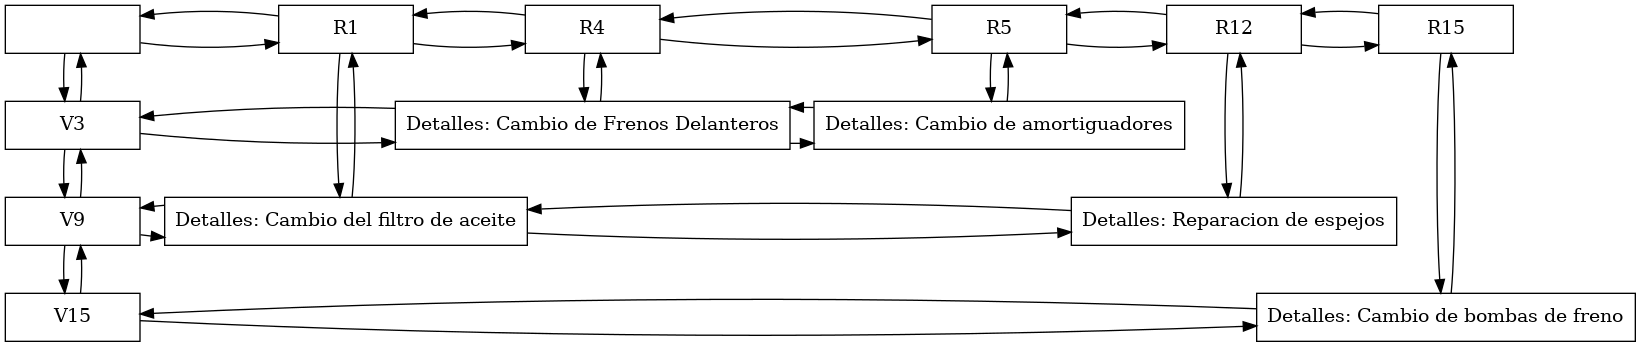 R1
R4
R5
R12
R15
V3
Detalles: Cambio de Frenos Delanteros
Detalles: Cambio de amortiguadores
V9
Detalles: Cambio del filtro de aceite
Detalles: Reparacion de espejos
V15
Detalles: Cambio de bombas de freno